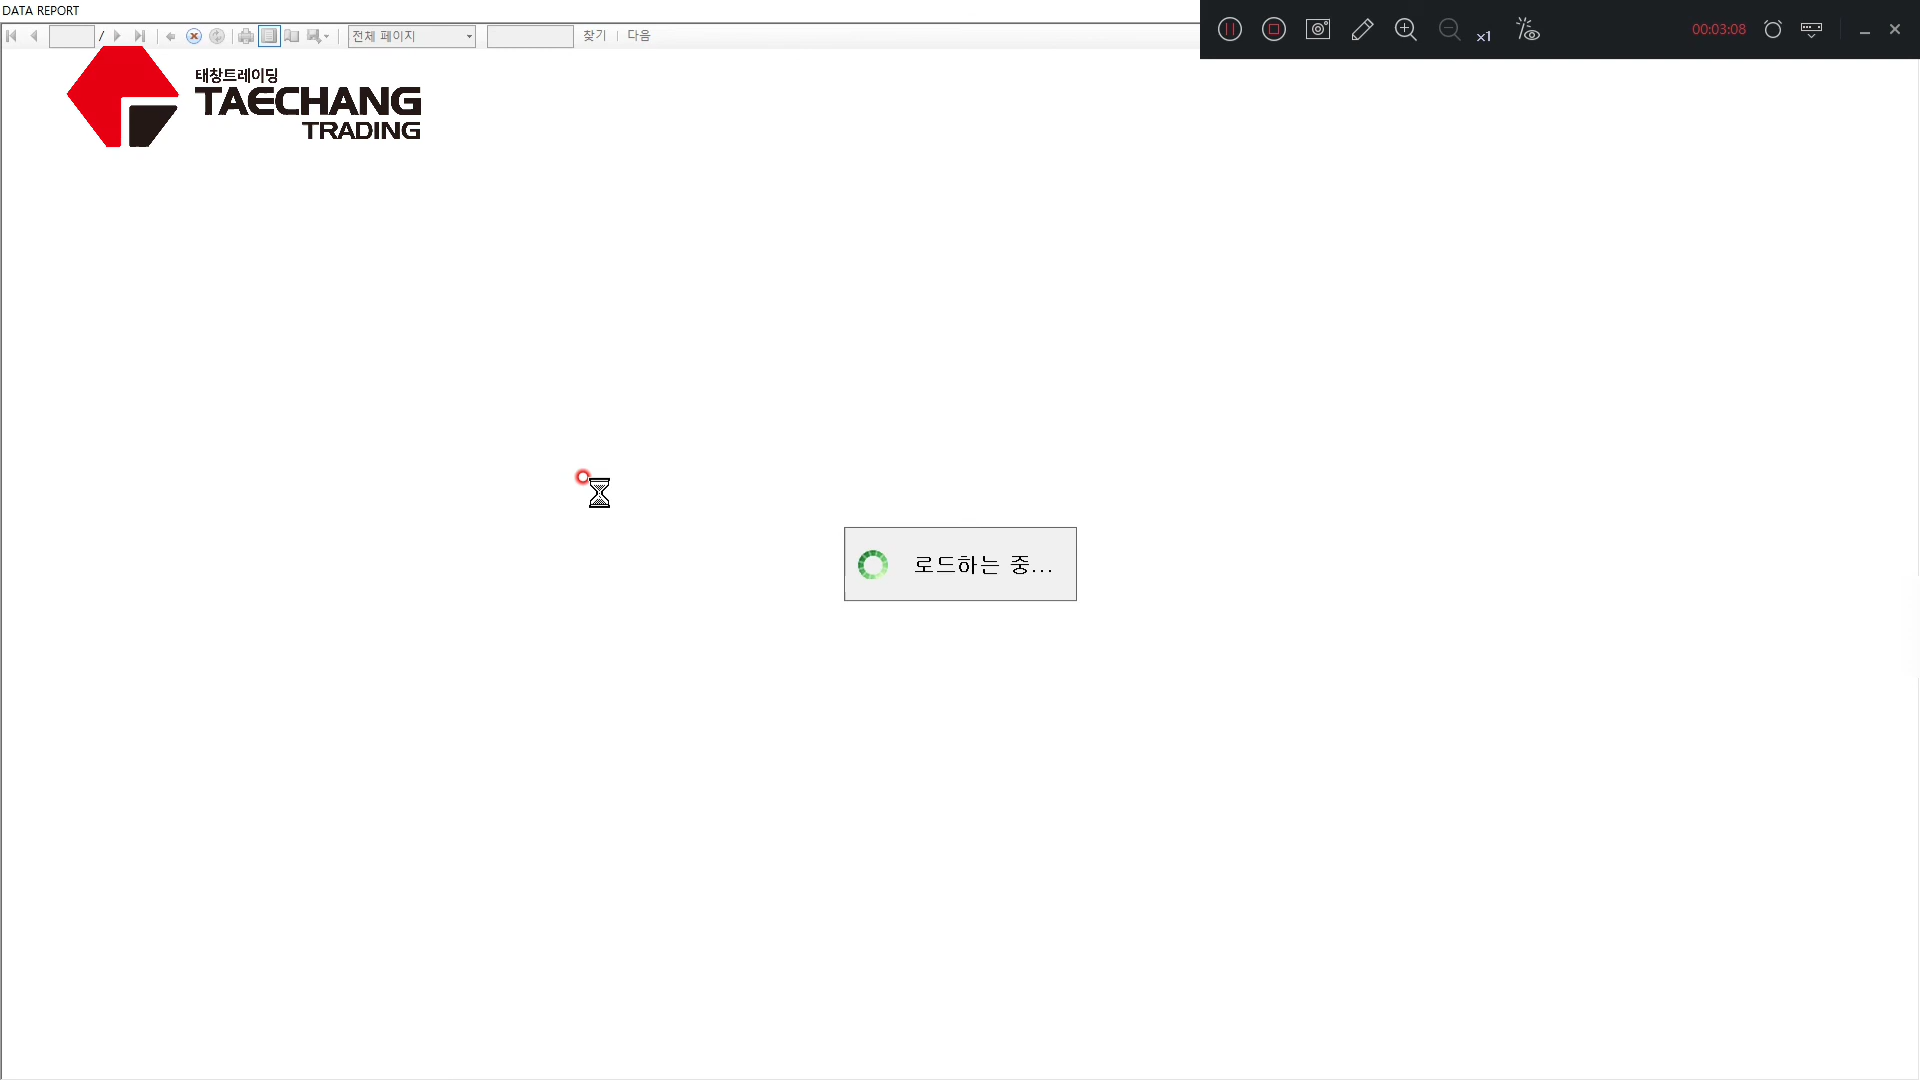 DATA REPORT
/
전체 페이지
찾기
다음
x1
00:03:08
태창트레이딩
TAECHANG
TRADING
로드하는 중...